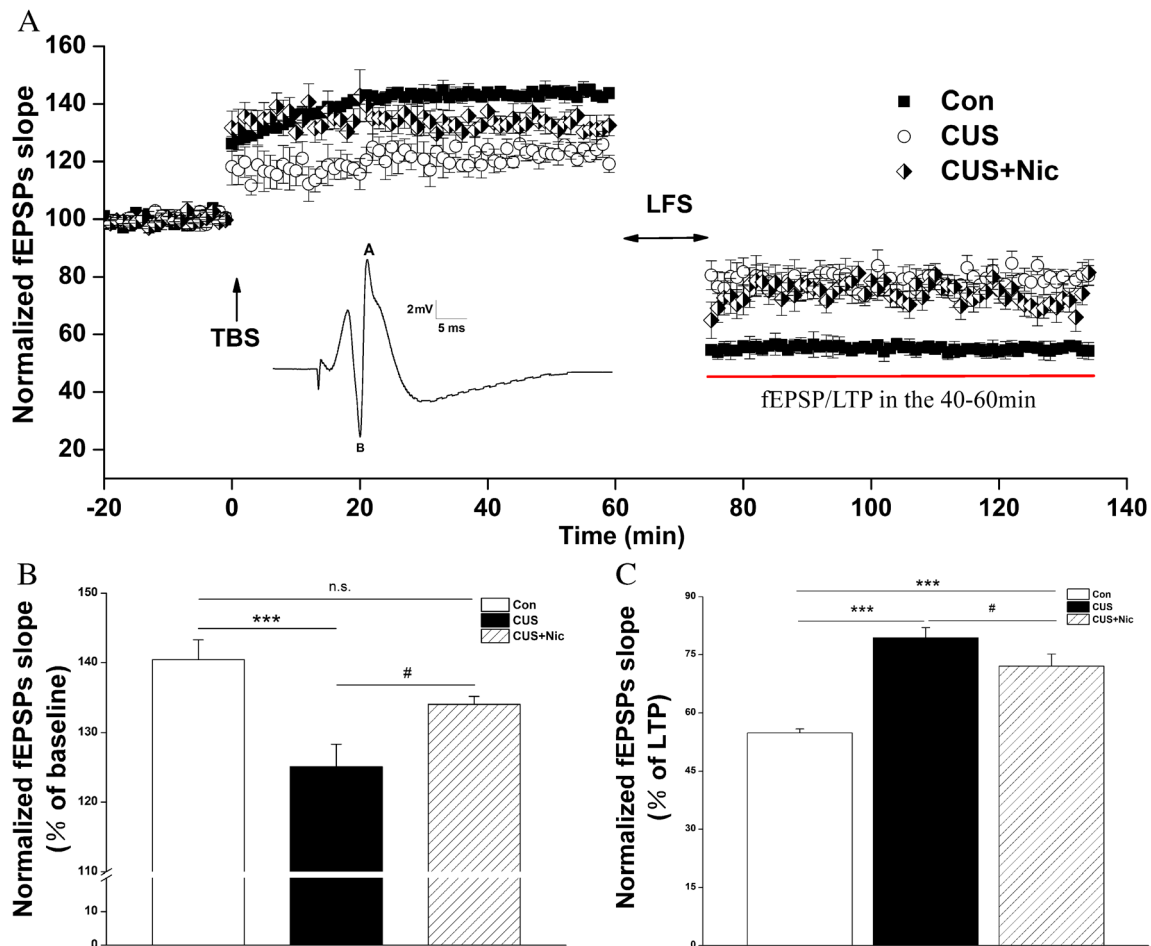 A
Normalized fEPSPs slope
160
140
120
100
80
60
40
20
Con
CUS
CUS+Nic
TBS
A
B
2mV
5 ms
LFS
fEPSP/LTP in the 40-60min
-20
0
20
40
60
80
100
120
140
Time (min)
B
Normalized fEPSPs slope
(% of baseline)
150
140
130
120
110
10
0
n.s.
***
#
Con
CUS
CUS+Nic
C
Normalized fEPSPs slope
(% of LTP)
90
75
60
45
30
15
0
***
***
#
Con
CUS
CUS+Nic